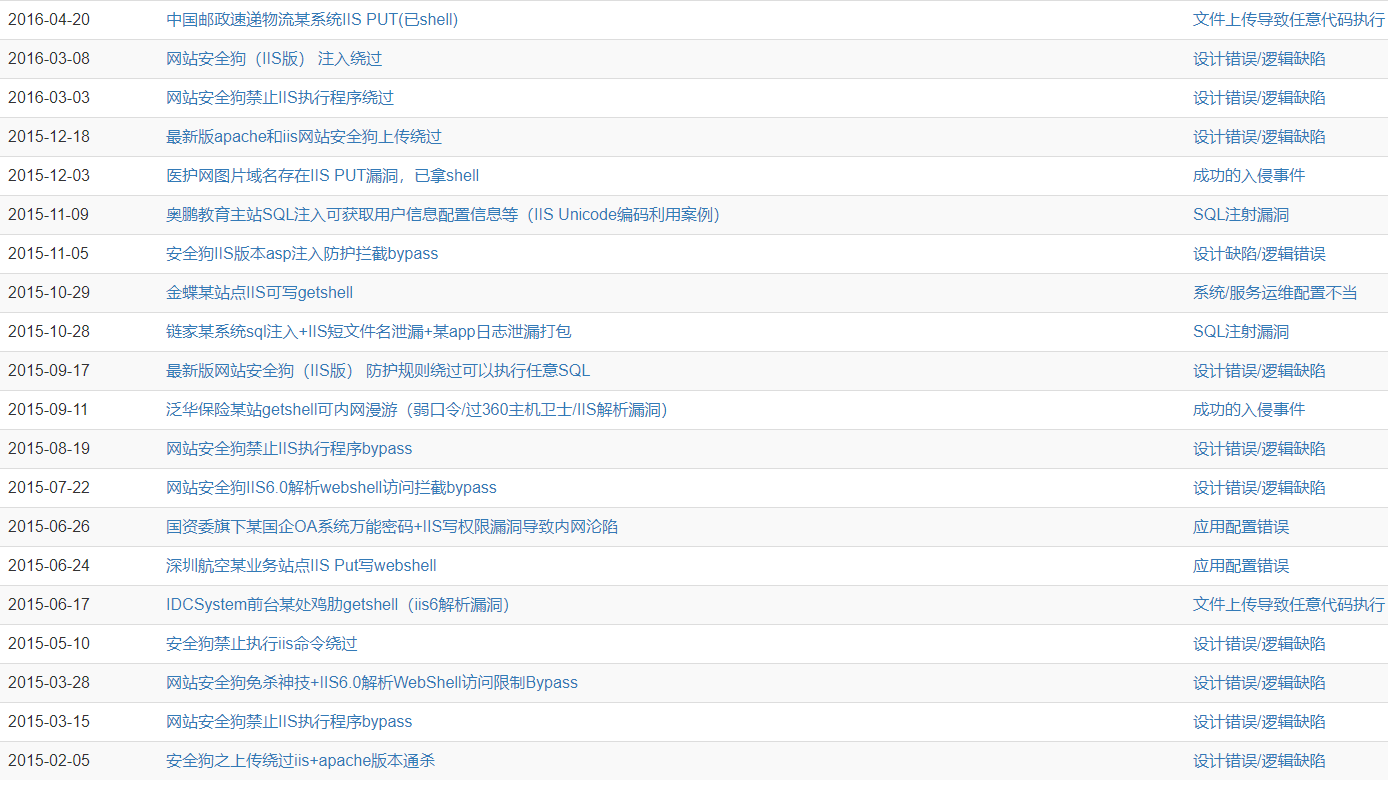 2016-04-20 中国邮政速递物流某系统IIS PUT(已shell) 文件上传导致任意代码执行
2016-03-08 网站安全狗（IIS版） 注入绕过 设计错误/逻辑缺陷
2016-03-03 网站安全狗禁止IIS执行程序绕过 设计错误/逻辑缺陷
2015-12-18 最新版apache和iis网站安全狗上传绕过 设计错误/逻辑缺陷
2015-12-03 医护网图片域名存在IIS PUT漏洞，已拿shell 成功的入侵事件
2015-11-09 奥鹏教育主站SQL注入可获取用户信息配置信息等（IIS Unicode编码利用案例） SQL注射漏洞
2015-11-05 安全狗IIS版本asp注入防护拦截bypass 设计缺陷/逻辑错误
2015-10-29 金蝶某站点IIS可写getshell 系统/服务运维配置不当
2015-10-28 链家某系统sql注入+IIS短文件名泄漏+某app日志泄漏打包 SQL注射漏洞
2015-09-17 最新版网站安全狗（IIS版） 防护规则绕过可以执行任意SQL 设计错误/逻辑缺陷
2015-09-11 泛华保险某站getshell可内网漫游（弱口令/过360主机卫士/IIS解析漏洞） 成功的入侵事件
2015-08-19 网站安全狗禁止IIS执行程序bypass 设计错误/逻辑缺陷
2015-07-22 网站安全狗IIS6.0解析webshell访问拦截bypass 设计错误/逻辑缺陷
2015-06-26 国资委旗下某国企OA系统万能密码+IIS写权限漏洞导致内网沦陷 应用配置错误
2015-06-24 深圳航空某业务站点IIS Put写webshell 应用配置错误
2015-06-17 IDCSystem前台某处鸡肋getshell（iis6解析漏洞） 文件上传导致任意代码执行
2015-05-10 安全狗禁止执行iis命令绕过 设计错误/逻辑缺陷
2015-03-28 网站安全狗免杀神技+IIS6.0解析WebShell访问限制Bypass 设计错误/逻辑缺陷
2015-03-15 网站安全狗禁止IIS执行程序bypass 设计错误/逻辑缺陷
2015-02-05 安全狗之上传绕过iis+apache版本通杀 设计错误/逻辑缺陷